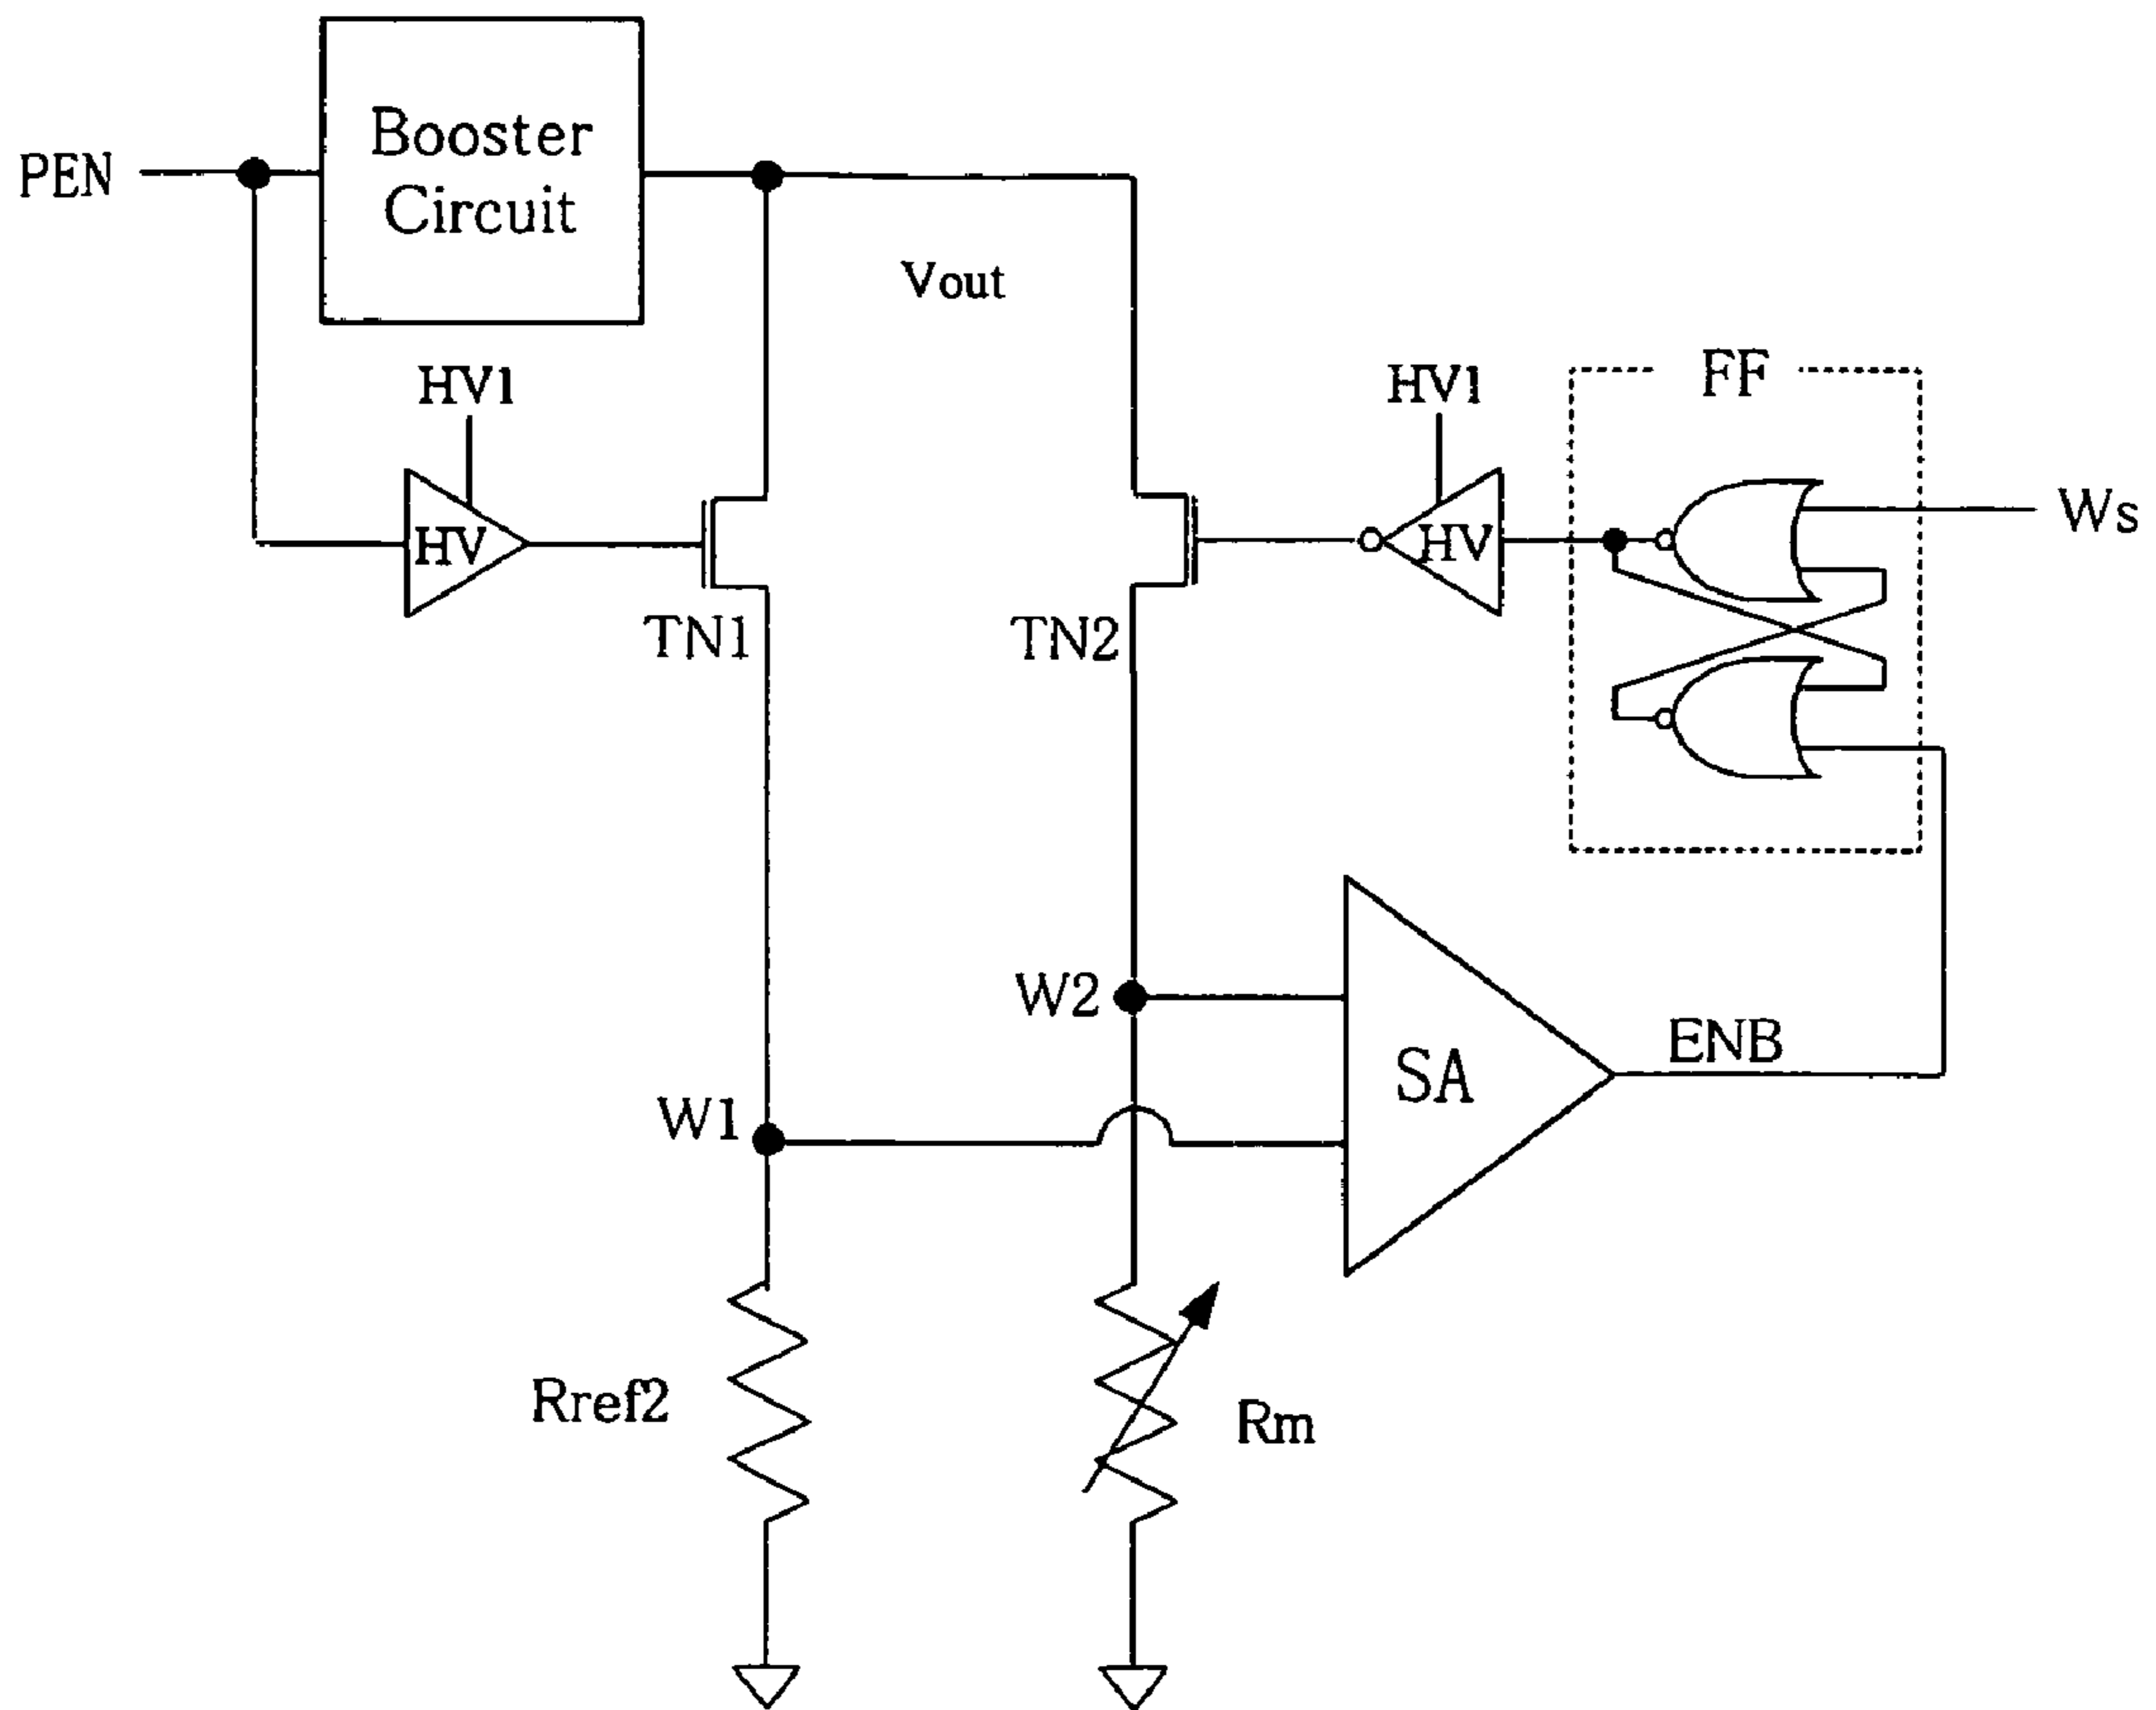 Booster
Circuit
PEN
Vout
HV1
HV1
FF
HV
HV
Ws
TN1
TN2
W2
ENB
SA
W1
Rref2
Rm